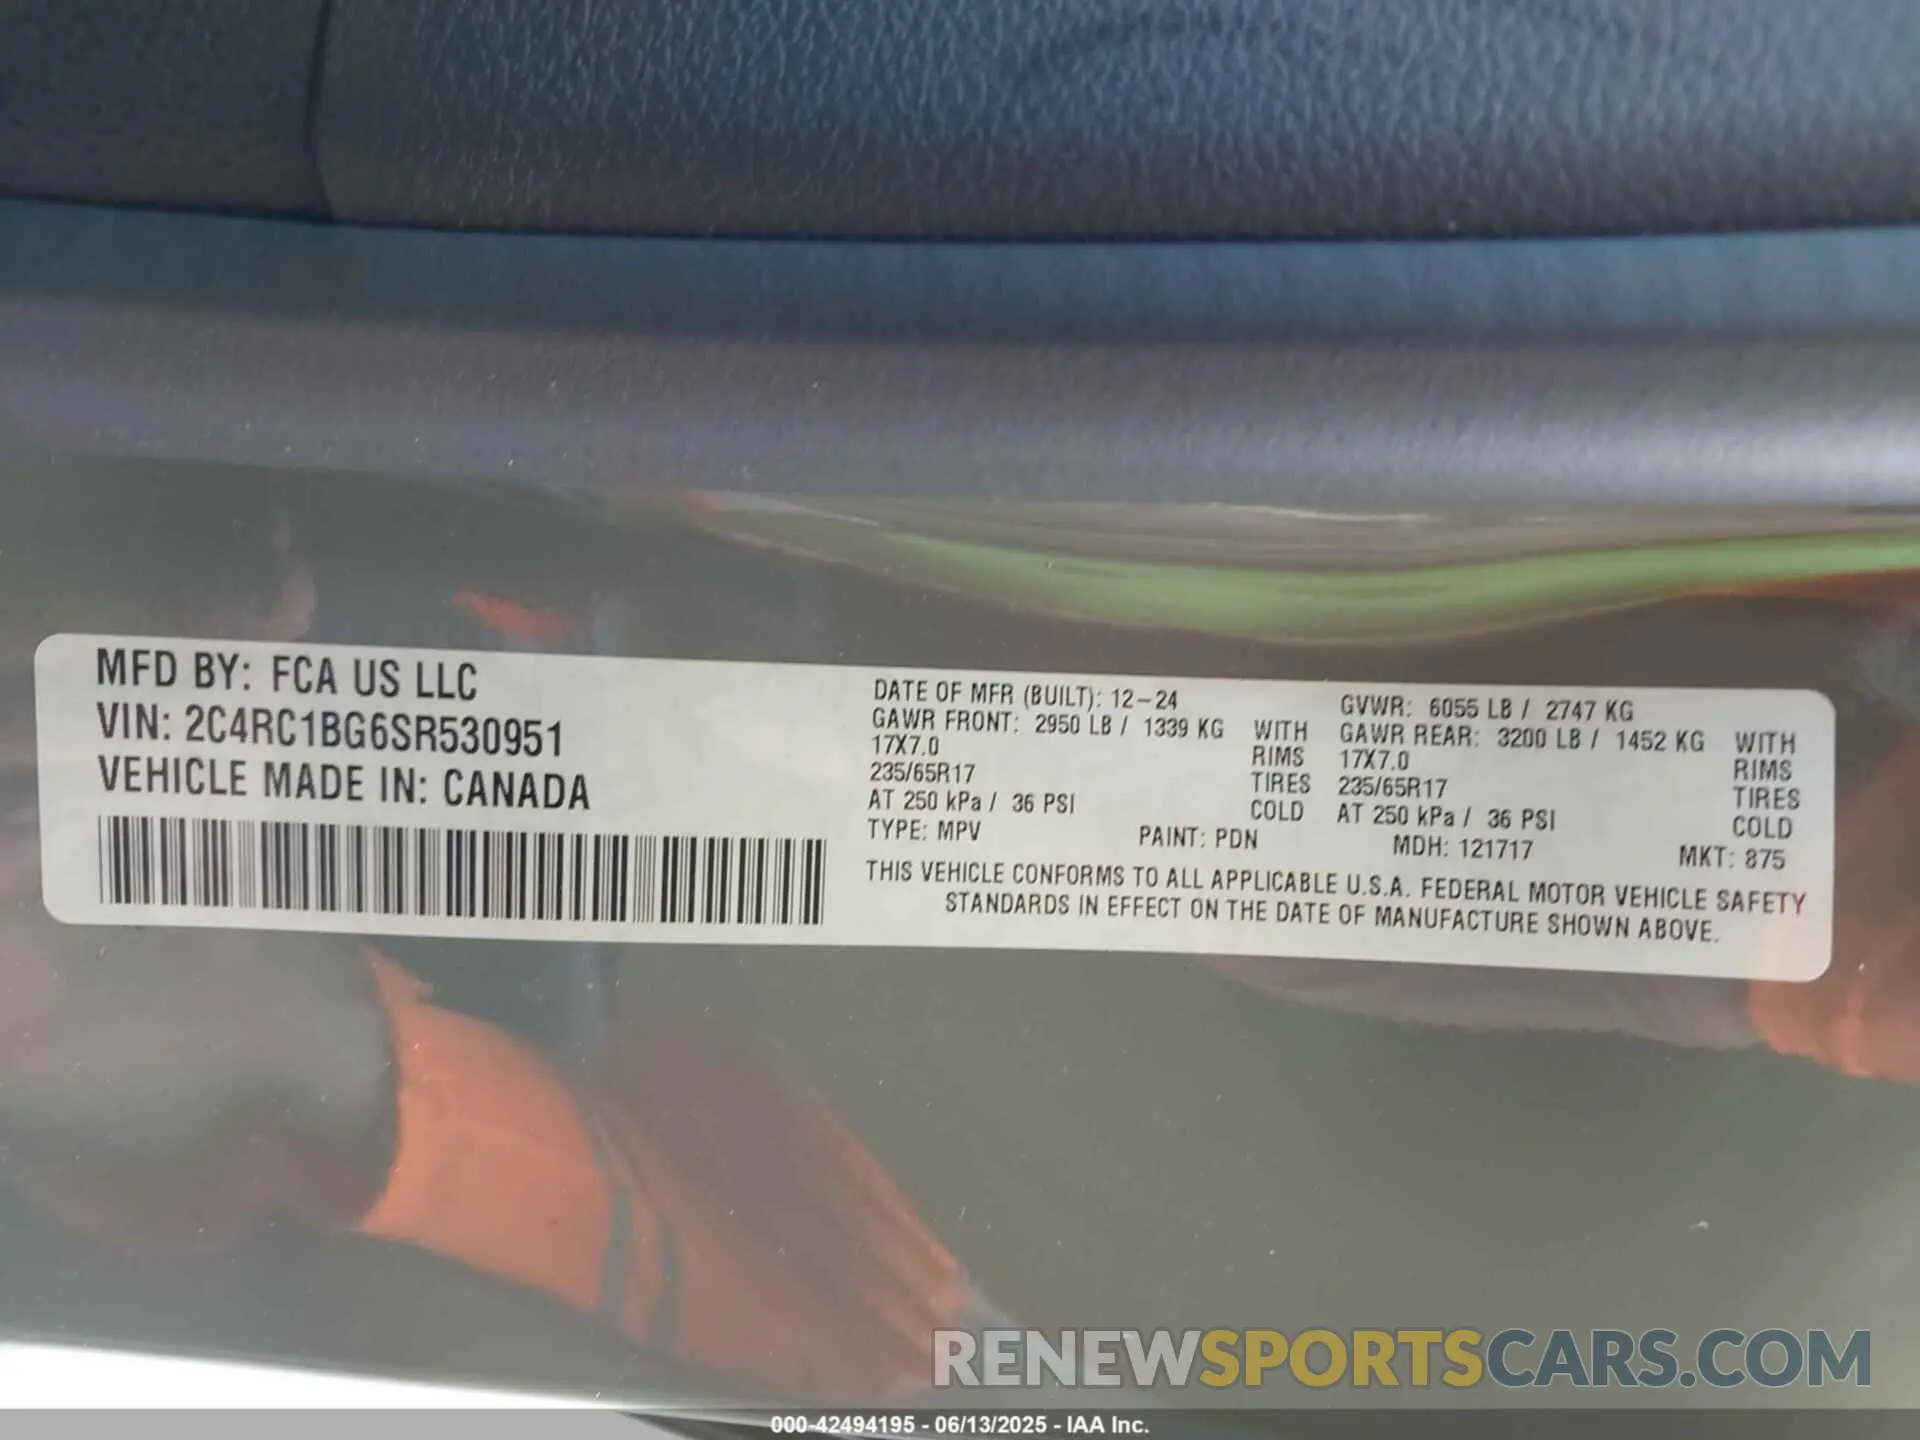 MFD BY: FCA US LLC
VIN: 2C4RC1BG6SR530951
VEHICLE MADE IN: CANADA
DATE OF MFR (BUILT): 12-24
GAWR FRONT: 2950 LB / 1339 KG WITH
17X7.0 RIMS
235/65R17 TIRES
AT 250 kPa / 36 PSI COLD
GVWR: 6055 LB / 2747 KG
GAWR REAR: 3200 LB / 1452 KG WITH
17X7.0 RIMS
235/65R17 TIRES
AT 250 kPa / 36 PSI COLD
TYPE: MPV PAINT: PDN MDH: 121717 MKT: 875
THIS VEHICLE CONFORMS TO ALL APPLICABLE U.S.A. FEDERAL MOTOR VEHICLE SAFETY
STANDARDS IN EFFECT ON THE DATE OF MANUFACTURE SHOWN ABOVE.
RENEWSPORTSCARS.COM
000-42494195 - 06/13/2025 - IAA Inc.